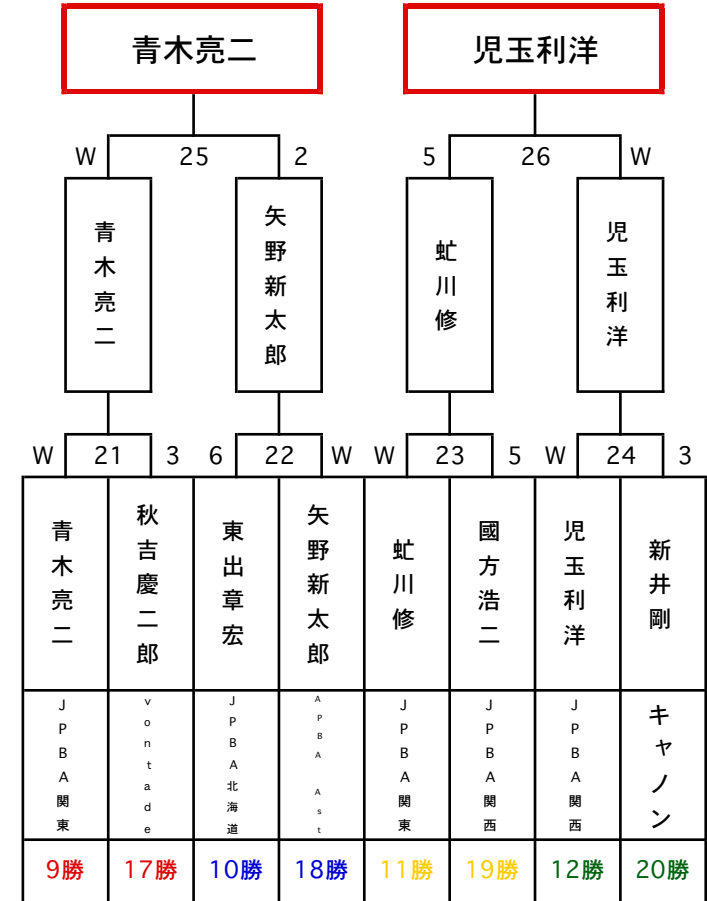 青木亮二
児玉利洋
W 25 2
5 26 W
青木亮二
矢野新太郎
虻川修
児玉利洋
W 21 3
6 22 W
W 23 5
W 24 3
青木亮二
秋吉慶二郎
東出章宏
矢野新太郎
虻川修
國方浩二
児玉利洋
新井剛
JPBA関東
vontade
JPBA北海道
APBA Ast
JPBA関東
JPBA関西
JPBA関西
キャノン
9勝
17勝
10勝
18勝
11勝
19勝
12勝
20勝